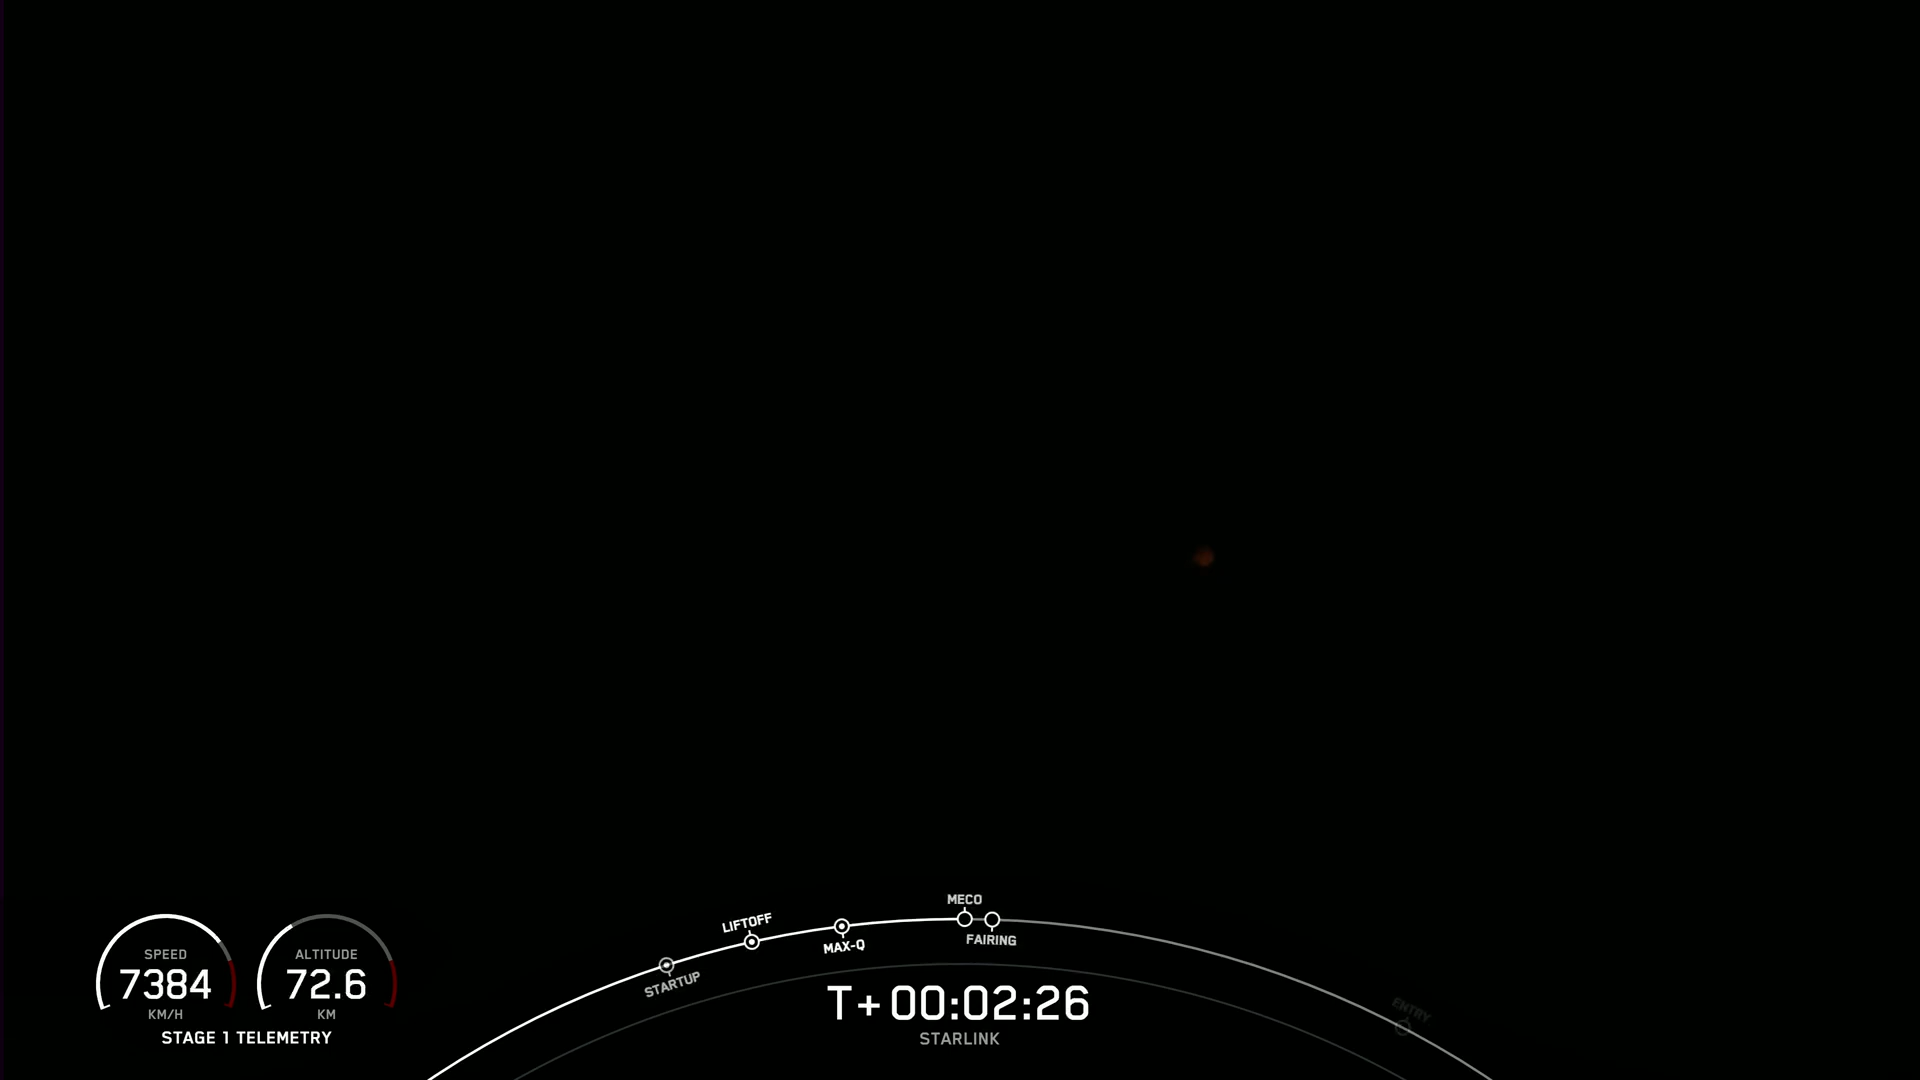 MECO
LIFTOFF
MAX-Q
FAIRING
STARTUP
ENTRY
SPEED
7384
KM/H
ALTITUDE
72.6
KM
STAGE 1 TELEMETRY
T+00:02:26
STARLINK